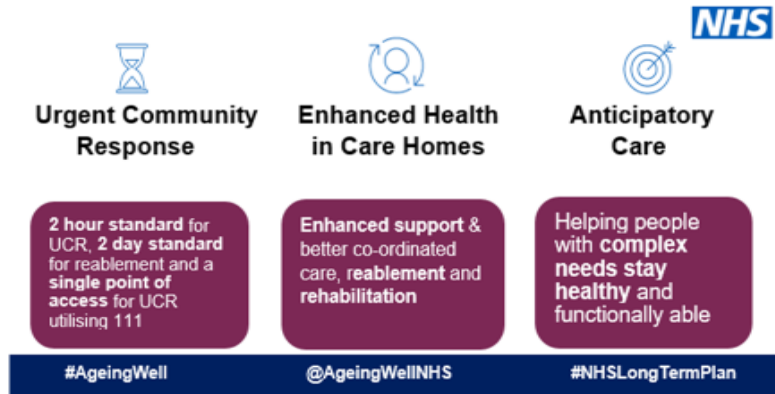 NHS
Urgent Community
Response
Enhanced Health
in Care Homes
Anticipatory
Care
2 hour standard for
UCR, 2 day standard
for reablement and a
single point of
access for UCR
utilising 111
Enhanced support &
better co-ordinated
care, reablement and
rehabilitation
Helping people
with complex
needs stay
healthy and
functionally able
#AgeingWell
@AgeingWellNHS
#NHSLongTermPlan